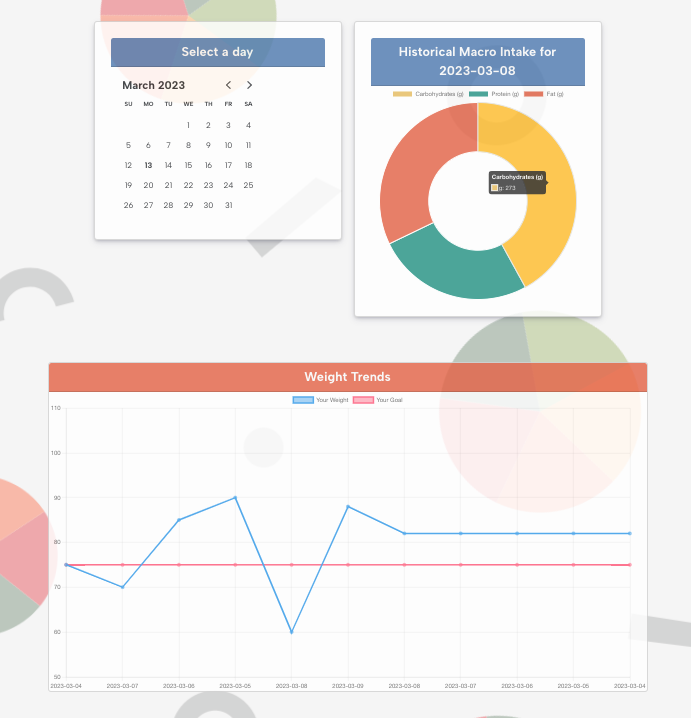 Select a day
March 2023
SU MO TU WE TH FR SA
1 2 3 4
5 6 7 8 9 10 11
12 13 14 15 16 17 18
19 20 21 22 23 24 25
26 27 28 29 30 31
Historical Macro Intake for
2023-03-08
Carbohydrates (g) Protein (g) Fat (g)
Carbohydrates (g)
g: 273
Weight Trends
Your Weight Your Goal
110
100
90
80
70
60
50
2023-03-04 2023-03-07 2023-03-06 2023-03-05 2023-03-08 2023-03-09 2023-03-08 2023-03-07 2023-03-06 2023-03-05 2023-03-04